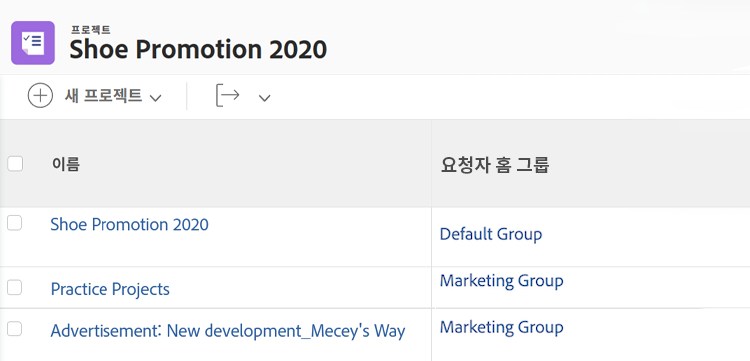 프로젝트
Shoe Promotion 2020
새 프로젝트
이름 요청자 홈 그룹
Shoe Promotion 2020 Default Group
Practice Projects Marketing Group
Advertisement: New development_Mecey's Way Marketing Group